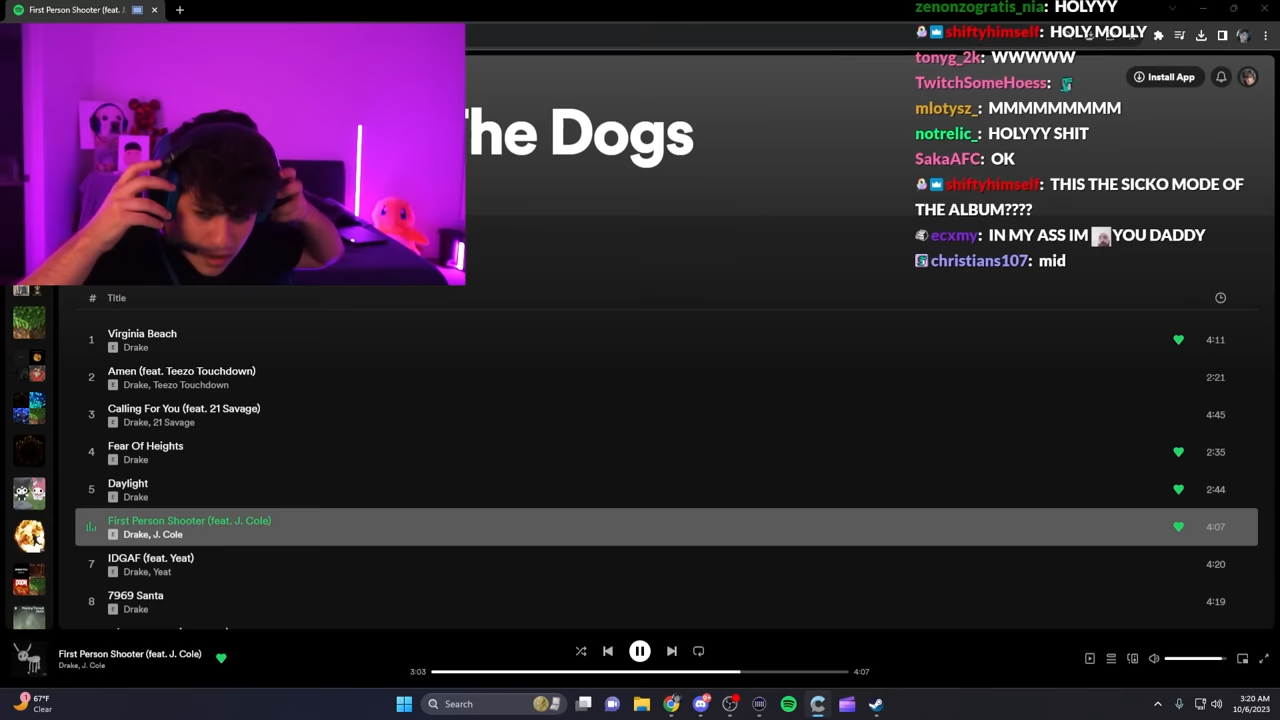 First Person Shooter (feat. J.
zenonzogratis_nia: HOLYYY
shiftyhimself: HOLY MOLLY
tonyg_2k: WWWWW
TwitchSomeHoess:
mlotysz_: MMMMMMMMM
notrelic_: HOLYYY SHIT
SakaAFC: OK
shiftyhimself: THIS THE SICKO MODE OF
THE ALBUM????
ecxmy: IN MY ASS IM YOU DADDY
christians107: mid
Install App
The Dogs
# Title
1 Virginia Beach 4:11
E Drake
2 Amen (feat. Teezo Touchdown) 2:21
E Drake, Teezo Touchdown
3 Calling For You (feat. 21 Savage) 4:45
E Drake, 21 Savage
4 Fear Of Heights 2:35
E Drake
5 Daylight 2:44
E Drake
First Person Shooter (feat. J. Cole) 4:07
E Drake, J. Cole
7 IDGAF (feat. Yeat) 4:20
E Drake, Yeat
8 7969 Santa 4:19
E Drake
First Person Shooter (feat. J. Cole)
Drake, J. Cole
3:03 4:07
67°F
Clear
Search
3:20 AM
10/6/2023